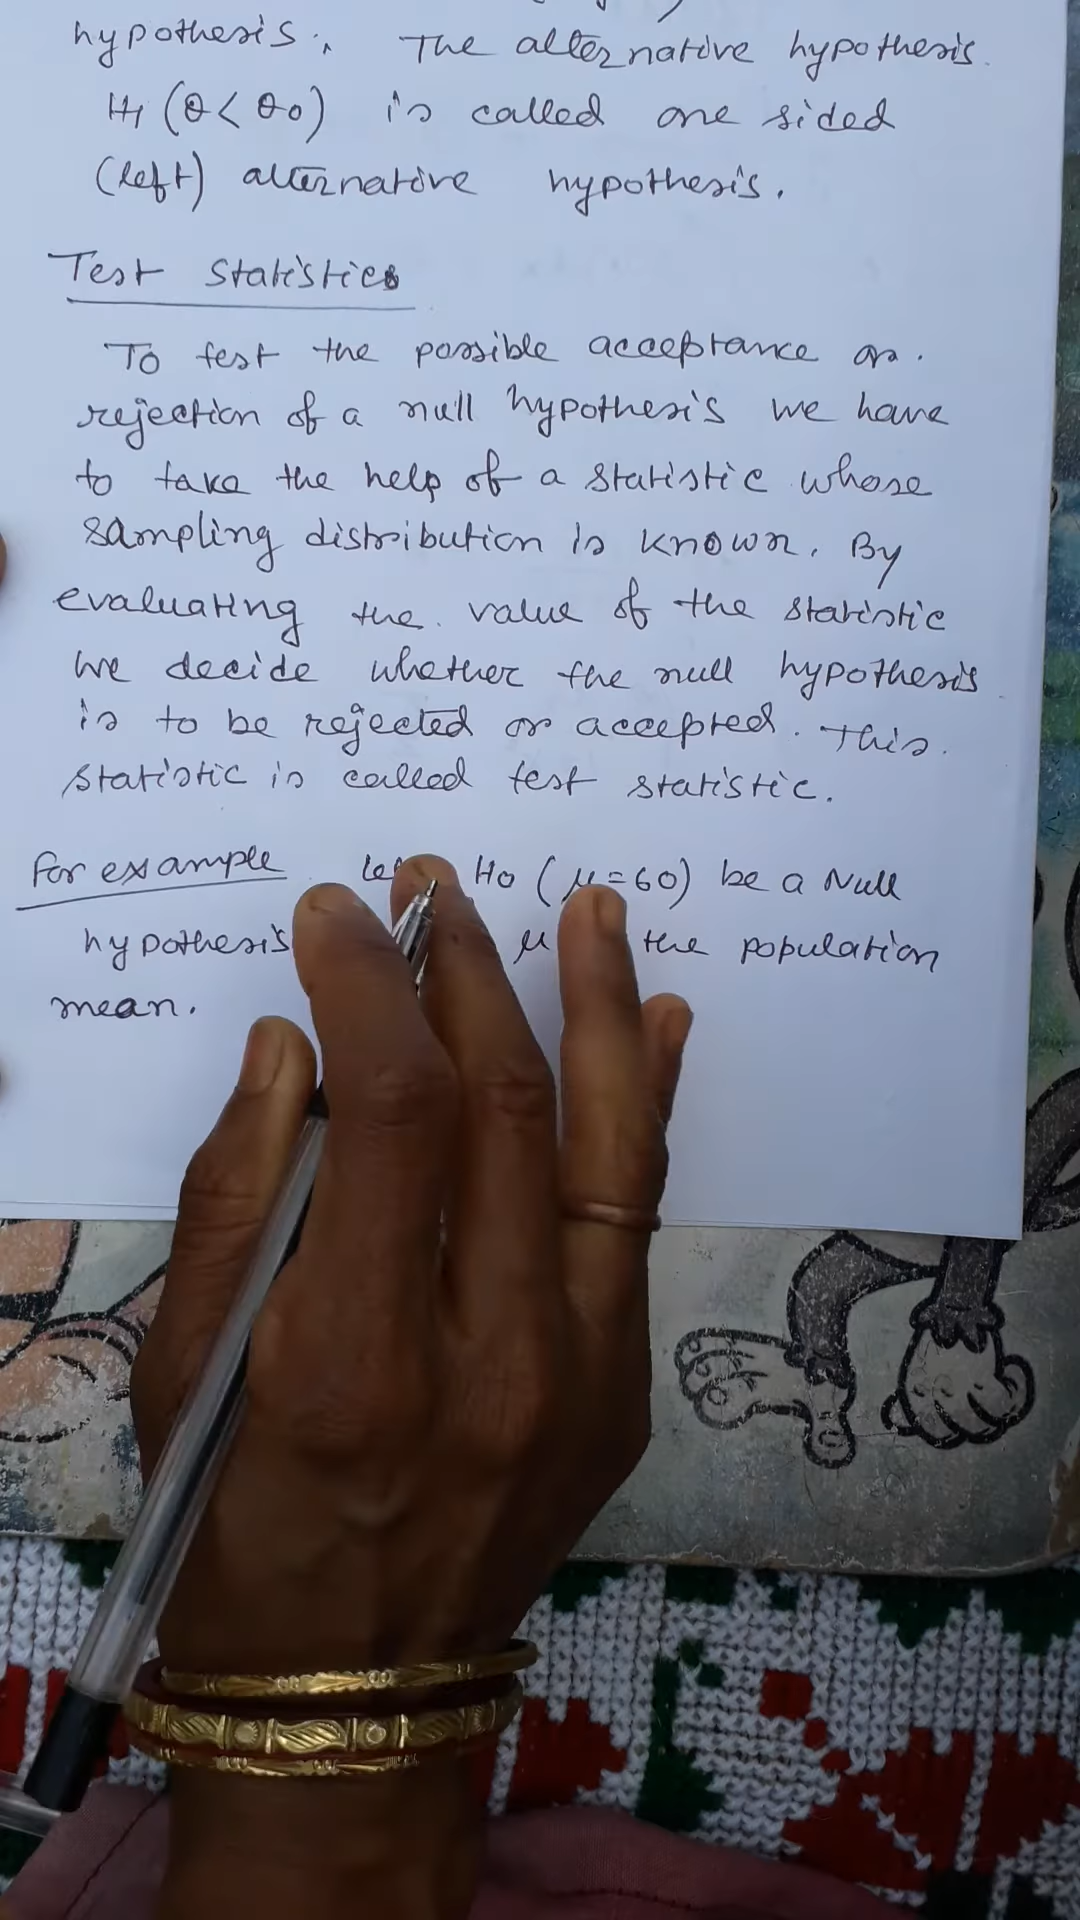 hypothesis. The alternative hypothesis.
H1 (θ < θ0) is called one sided
(left) alternative hypothesis.
Test Statistics
To test the possible acceptance or
rejection of a null hypothesis we have
to take the help of a statistic whose
sampling distribution is known. By
evaluating the value of the statistic
we decide whether the null hypothesis
is to be rejected or accepted. This
statistic is called test statistic.
For example H0 (μ=60) be a Null
hypothesis μ the population
mean.